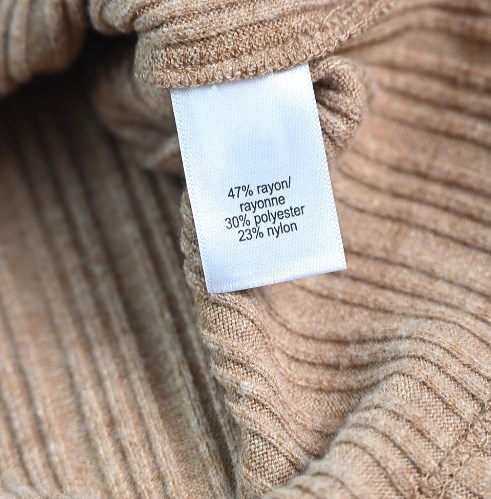 47% rayon/
rayonne
30% polyester
23% nylon